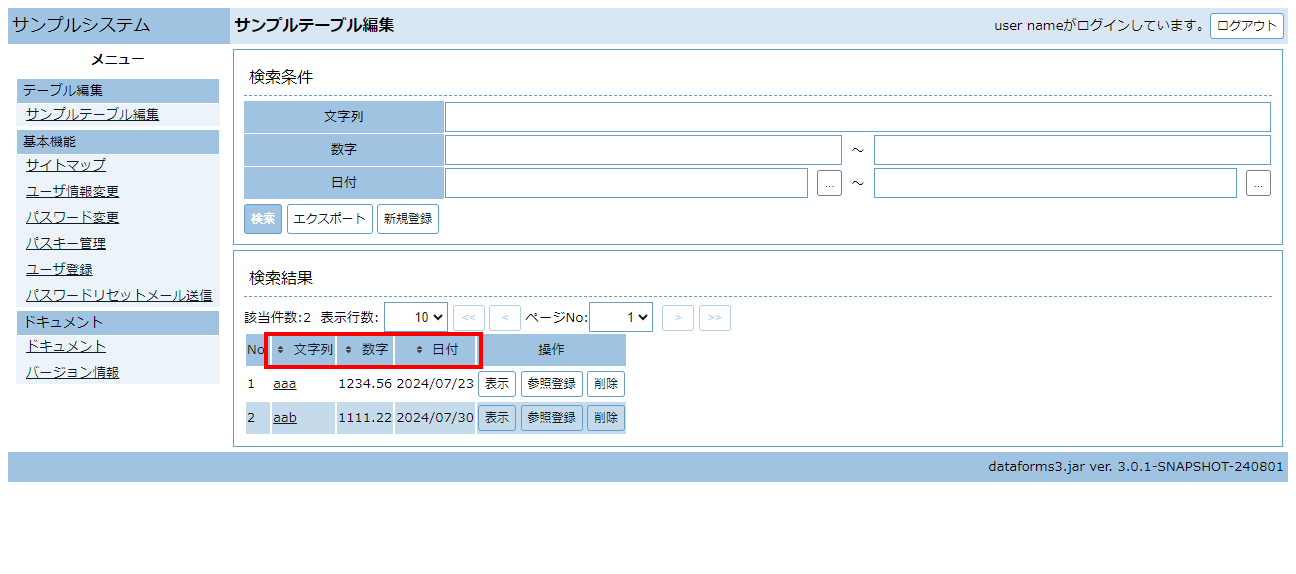 サンプルシステム サンプルテーブル編集 user nameがログインしています。 ログアウト
メニュー
テーブル編集
サンプルテーブル編集
基本機能
サイトマップ
ユーザ情報変更
パスワード変更
パスキー管理
ユーザ登録
パスワードリセットメール送信
ドキュメント
ドキュメント
バージョン情報
検索条件
文字列
数字 ～
日付 ... ～ ...
検索 エクスポート 新規登録
検索結果
該当件数:2 表示行数: 10 << < ページNo: 1 > >>
No 文字列 数字 日付 操作
1 aaa 1234.56 2024/07/23 表示 参照登録 削除
2 aab 1111.22 2024/07/30 表示 参照登録 削除
dataforms3.jar ver. 3.0.1-SNAPSHOT-240801